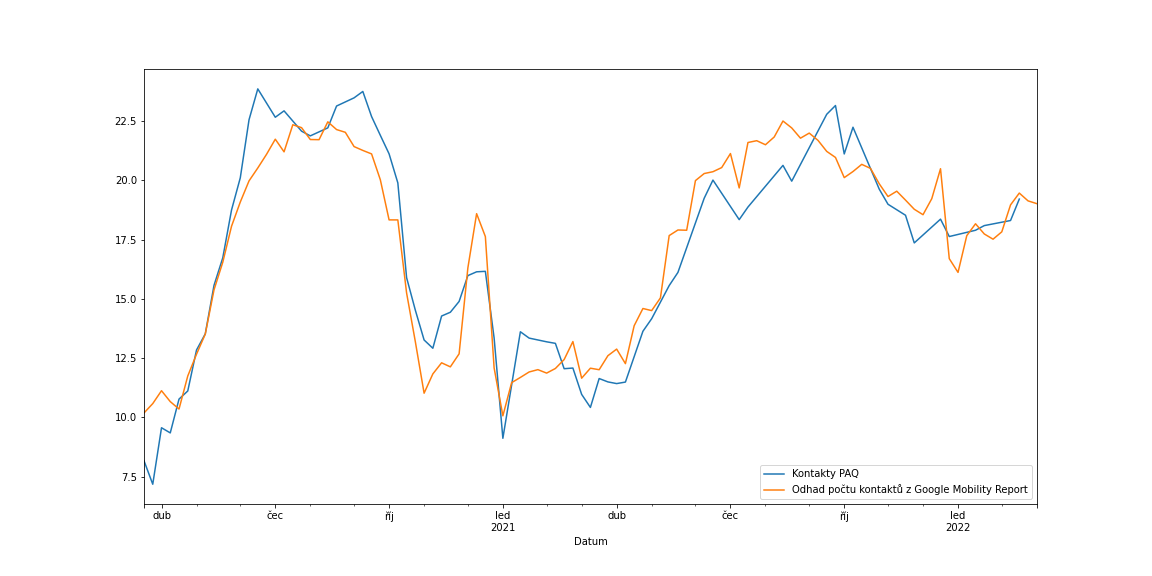 22.5
20.0
17.5
15.0
12.5
10.0
7.5
dub
čec
říj
led
2021
dub
čec
říj
led
2022
Datum
Kontakty PAQ
Odhad počtu kontaktů z Google Mobility Report